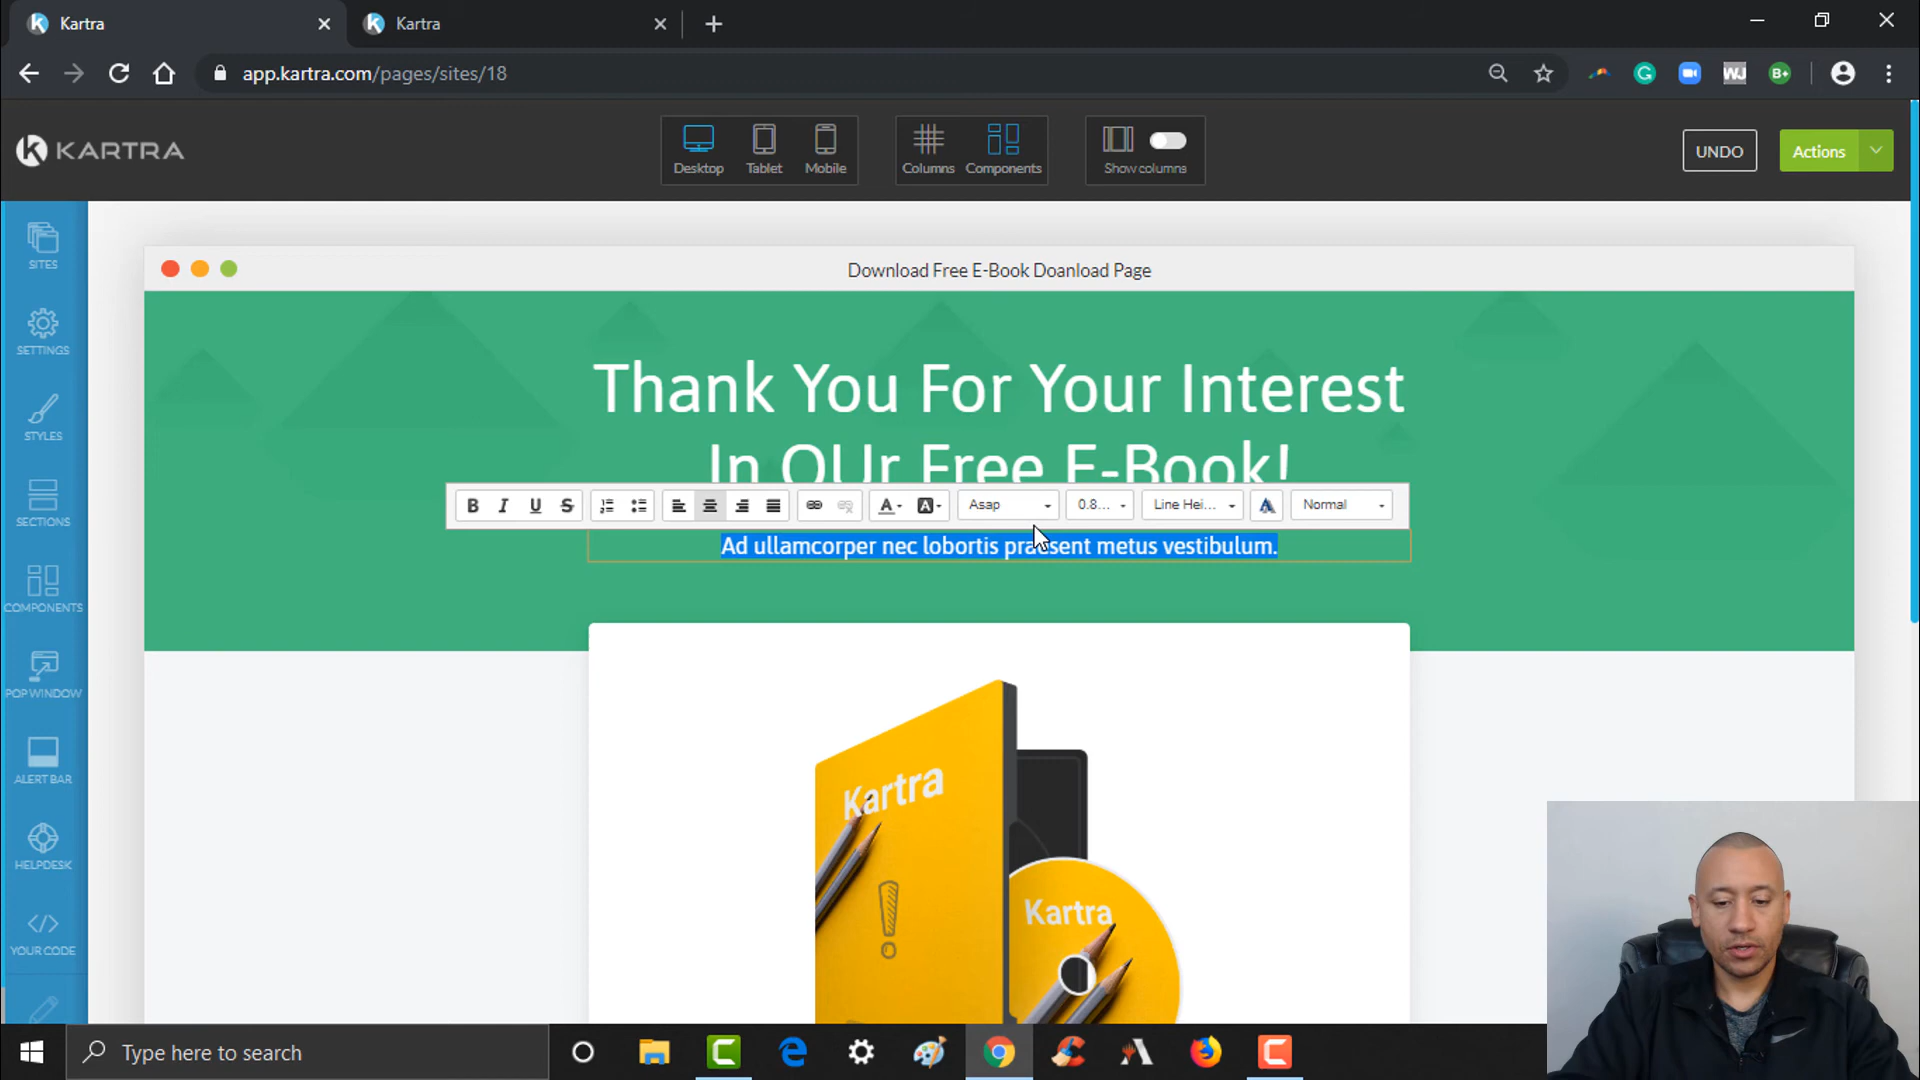 Kartra
Kartra
app.kartra.com/pages/sites/18
KARTRA
Desktop
Tablet
Mobile
Columns
Components
Show columns
UNDO
Actions
SITES
SETTINGS
STYLES
SECTIONS
COMPONENTS
POP WINDOW
ALERT BAR
HELPDESK
YOUR CODE
Download Free E-Book Doanload Page
Thank You For Your Interest
In OUr Free E-Book!
B I U S
A
A
Asap
0.8...
Line Hei...
A
Normal
Ad ullamcorper nec lobortis praesent metus vestibulum.
Kartra
Kartra
WJ
B+
Type here to search